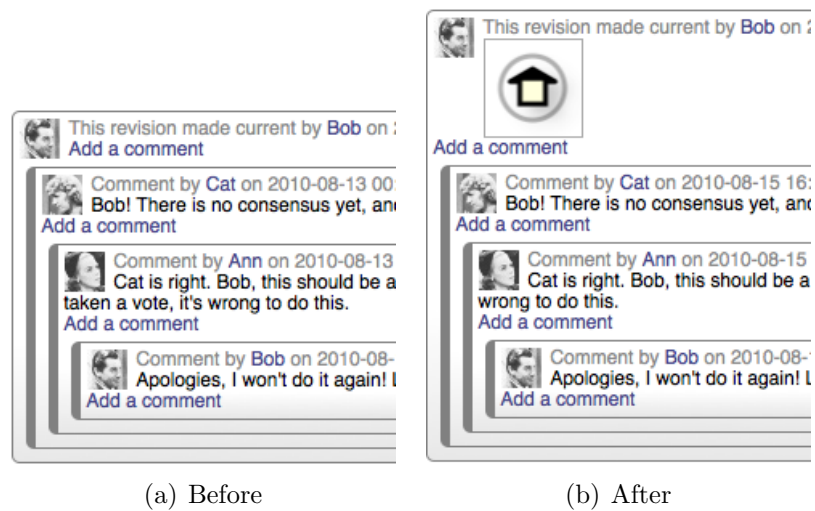 This revision made current by Bob on
Add a comment
Comment by Cat on 2010-08-13 00:
Bob! There is no consensus yet, and
Add a comment
Comment by Ann on 2010-08-13
Cat is right. Bob, this should be a
taken a vote, it's wrong to do this.
Add a comment
Comment by Bob on 2010-08-
Apologies, I won't do it again!
Add a comment
(a) Before
This revision made current by Bob on
Add a comment
Comment by Cat on 2010-08-15 16:
Bob! There is no consensus yet, and
Add a comment
Comment by Ann on 2010-08-15
Cat is right. Bob, this should be a
wrong to do this.
Add a comment
Comment by Bob on 2010-08-
Apologies, I won't do it again!
Add a comment
(b) After